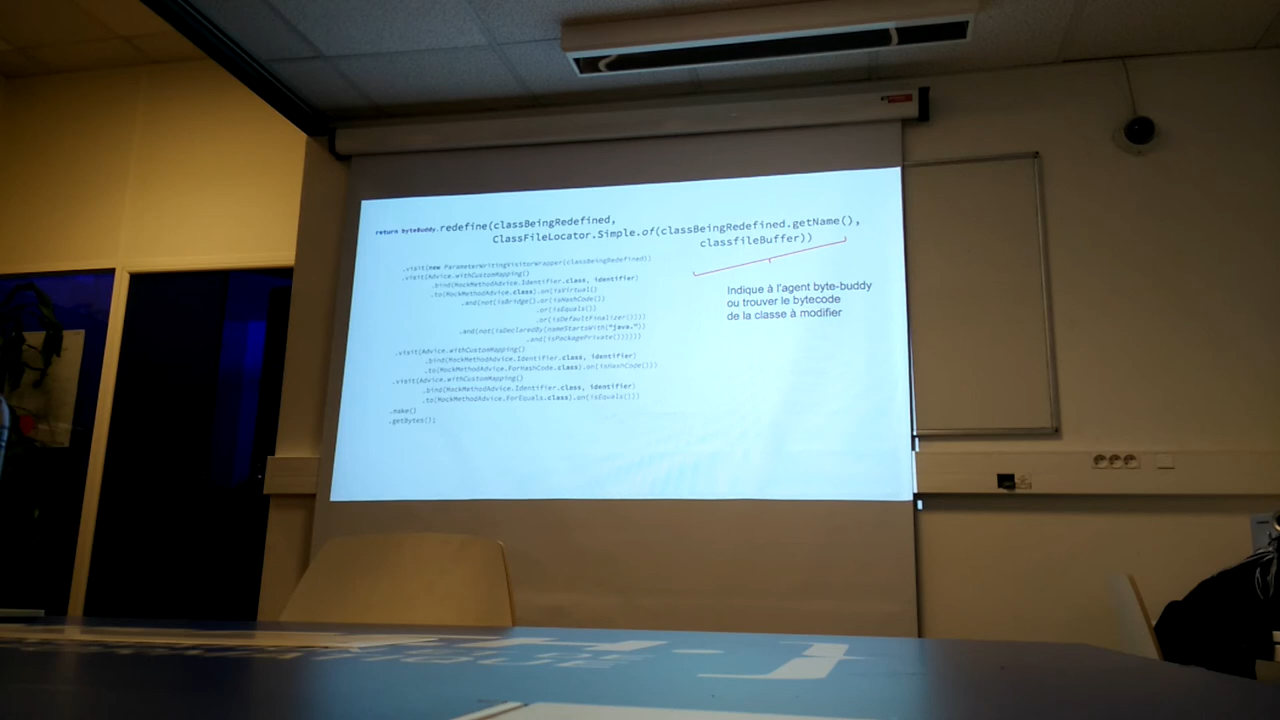 return byteBuddy.redefine(classBeingRedefined,
ClassFileLocator.Simple.of(classBeingRedefined.getName(),
classfileBuffer))
.visit(new ParameterWritingVisitorWrapper(classBeingRedefined))
.visit(Advice.withCustomMapping()
.bind(MockMethodAdvice.Identifier.class, identifier)
.to(MockMethodAdvice.class).on(isVirtual()
.and(not(isBridge().or(isHashCode())
.or(isEquals())
.or(isDefaultFinalizer())))
.and(not(isDeclaredBy(nameStartsWith("java."))
.and(isPackagePrivate())))))
.visit(Advice.withCustomMapping()
.bind(MockMethodAdvice.Identifier.class, identifier)
.to(MockMethodAdvice.ForHashCode.class).on(isHashCode()))
.visit(Advice.withCustomMapping()
.bind(MockMethodAdvice.Identifier.class, identifier)
.to(MockMethodAdvice.ForEquals.class).on(isEquals()))
.make()
.getBytes();
Indique à l'agent byte-buddy
ou trouver le bytecode
de la classe à modifier